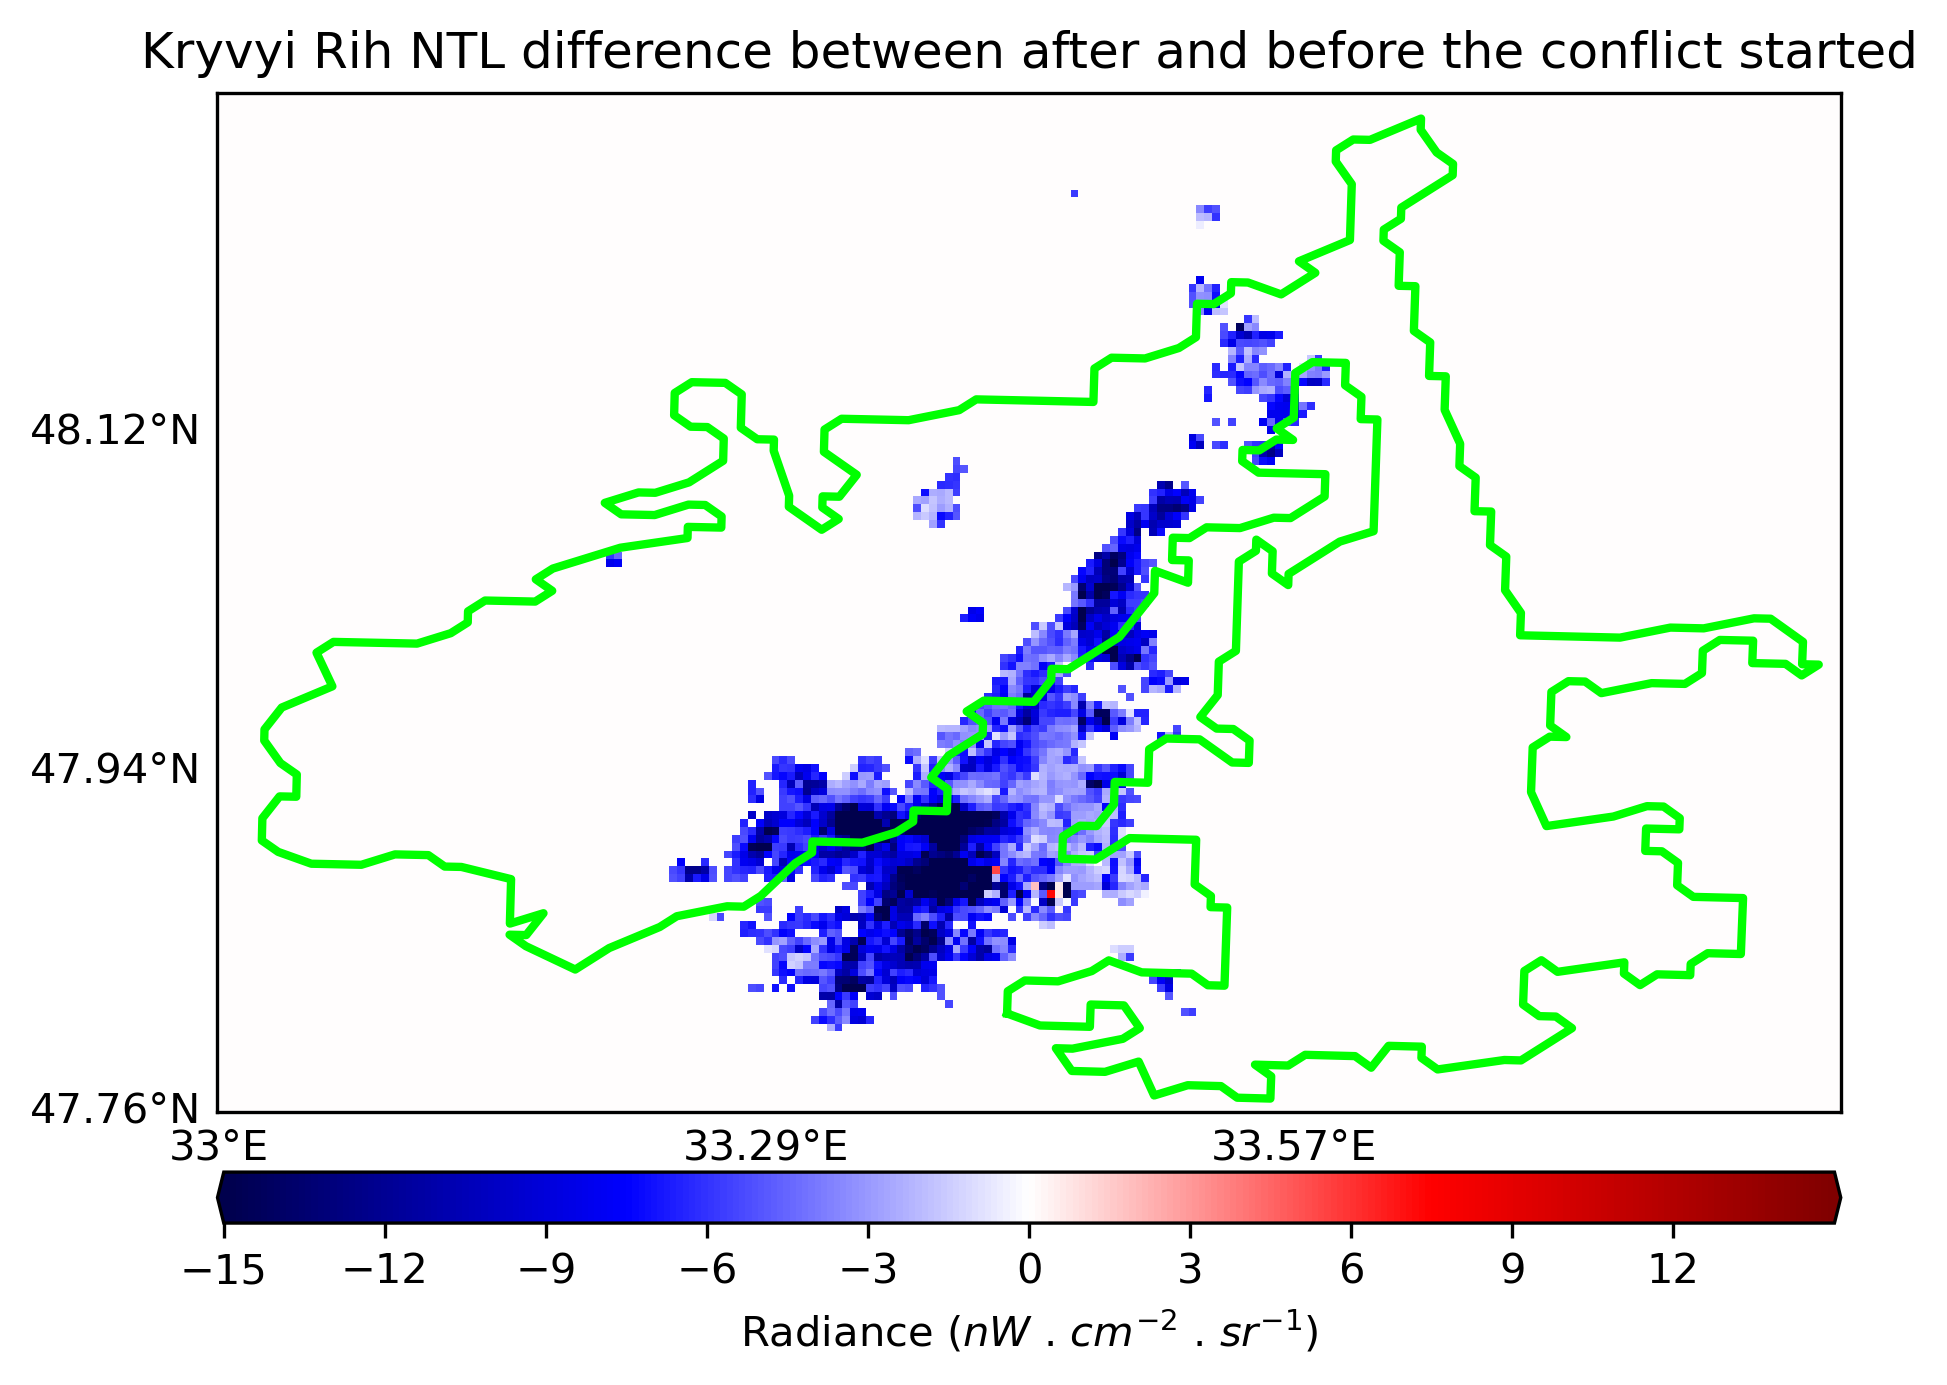 Kryvyi Rih NTL difference between after and before the conflict started
48.12°N
47.94°N
47.76°N
33°E 33.29°E 33.57°E
−15 −12 −9 −6 −3 0 3 6 9 12
Radiance (nW . cm⁻² . sr⁻¹)